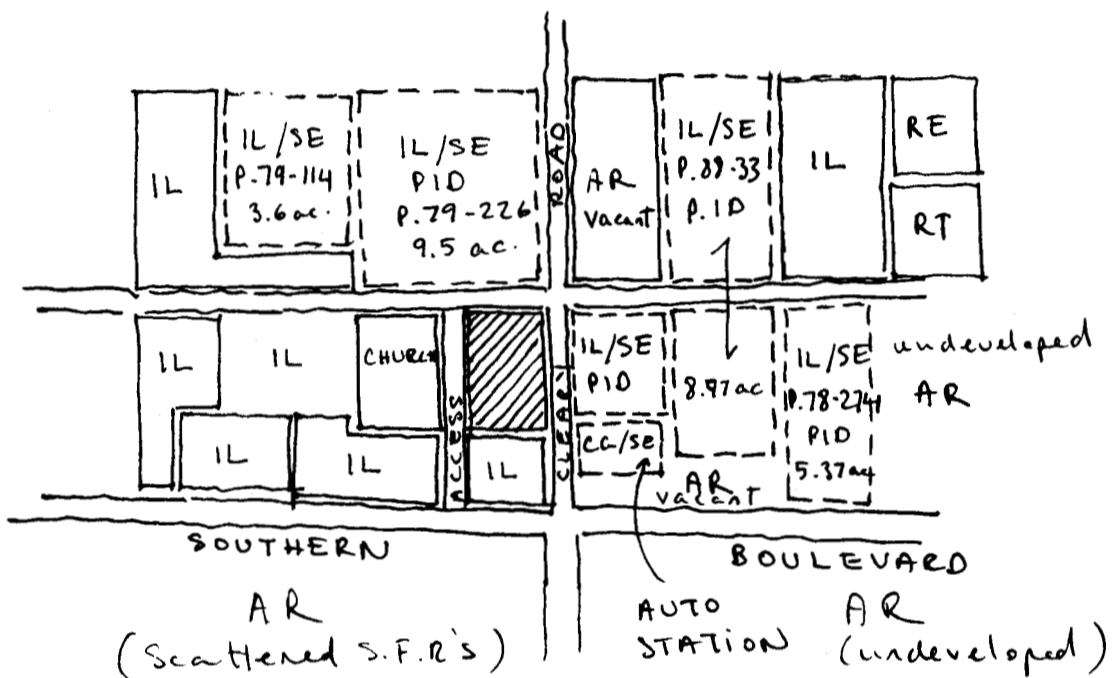 IL
IL/SE
P.79-114
3.6 ac.
IL/SE
PID
P.79-226
9.5 ac.
ROAD
AR
vacant
IL/SE
P.89-33
P.ID
IL
RE
RT
IL
IL
CHURCH
ACCESS
CLEARY
IL/SE
PID
8.97 ac
IL/SE
P.78-274
PID
5.37 ac
undeveloped
AR
IL
IL
IL
CG/SE
AR
vacant
SOUTHERN
BOULEVARD
AR
(Scattered S.F.R's)
AUTO
STATION
AR
(undeveloped)